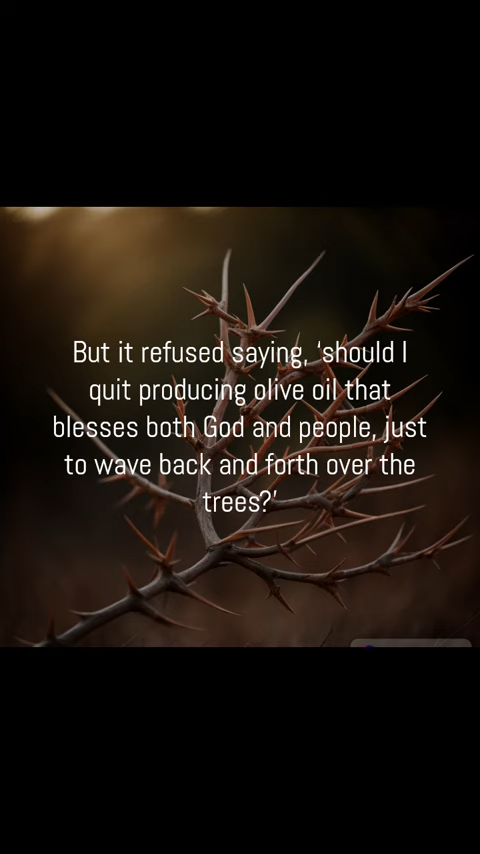 But it refused saying, ‘should I
quit producing olive oil that
blesses both God and people, just
to wave back and forth over the
trees?’